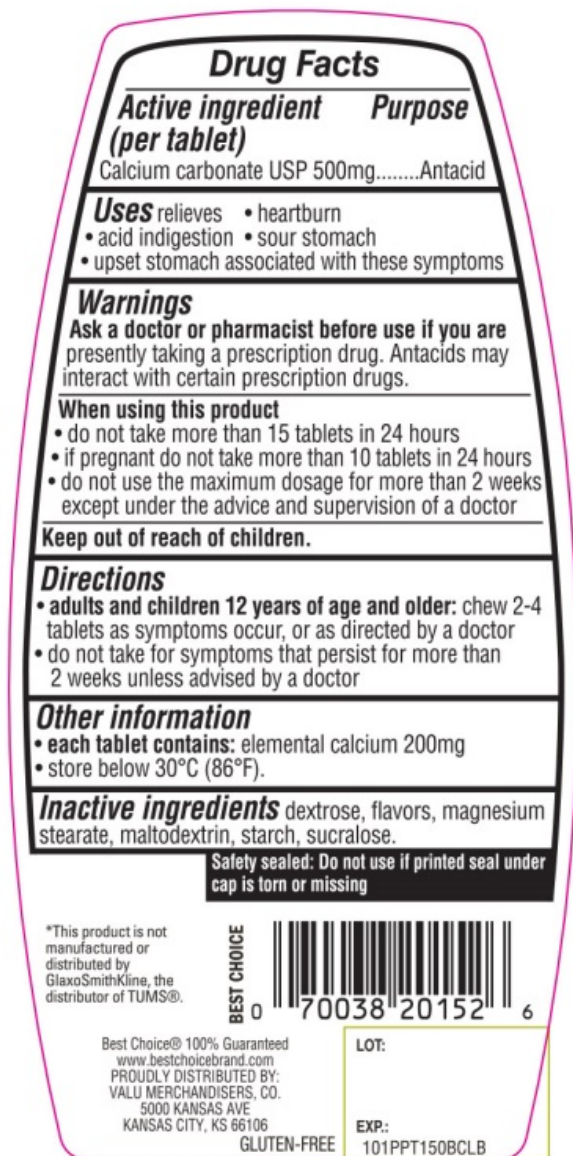 Drug Facts
Active ingredient Purpose
(per tablet)
Calcium carbonate USP 500mg........Antacid
Uses relieves • heartburn
• acid indigestion • sour stomach
• upset stomach associated with these symptoms
Warnings
Ask a doctor or pharmacist before use if you are
presently taking a prescription drug. Antacids may
interact with certain prescription drugs.
When using this product
• do not take more than 15 tablets in 24 hours
• if pregnant do not take more than 10 tablets in 24 hours
• do not use the maximum dosage for more than 2 weeks
except under the advice and supervision of a doctor
Keep out of reach of children.
Directions
• adults and children 12 years of age and older: chew 2-4
tablets as symptoms occur, or as directed by a doctor
• do not take for symptoms that persist for more than
2 weeks unless advised by a doctor
Other information
• each tablet contains: elemental calcium 200mg
• store below 30°C (86°F).
Inactive ingredients dextrose, flavors, magnesium
stearate, maltodextrin, starch, sucralose.
Safety sealed: Do not use if printed seal under
cap is torn or missing
*This product is not
manufactured or
distributed by
GlaxoSmithKline, the
distributor of TUMS®.
BEST CHOICE
0 70038 20152 6
Best Choice® 100% Guaranteed
www.bestchoicebrand.com
PROUDLY DISTRIBUTED BY:
VALU MERCHANDISERS, CO.
5000 KANSAS AVE
KANSAS CITY, KS 66106
GLUTEN-FREE
LOT:
EXP.:
101PPT150BCLB